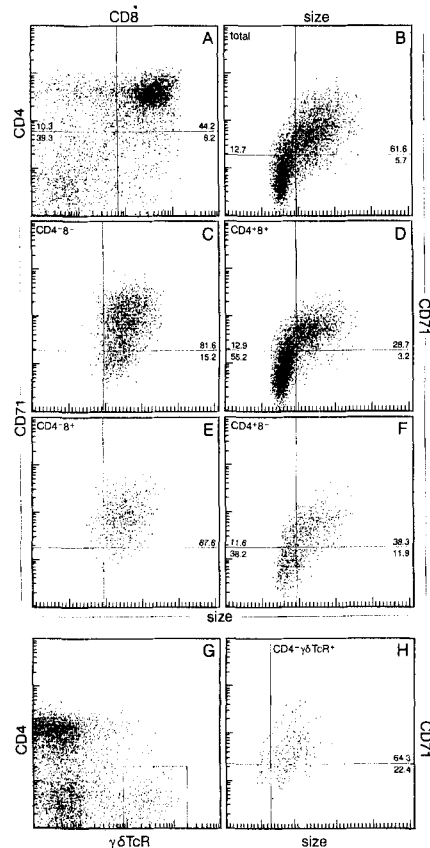 CD8 size
A
total B
CD4
10.3 44.2
39.3 6.2
12.7 61.6
5.7
CD4⁻8⁻ C
CD4⁺8⁺ D
81.6
15.2
12.9 28.7
55.2 3.2
CD71
CD71
CD4⁻8⁺ E
CD4⁺8⁻ F
87.6
11.6 38.3
38.2 11.9
size
G
CD4⁻γδTcR⁺ H
CD4
CD71
64.3
22.4
γδTcR size